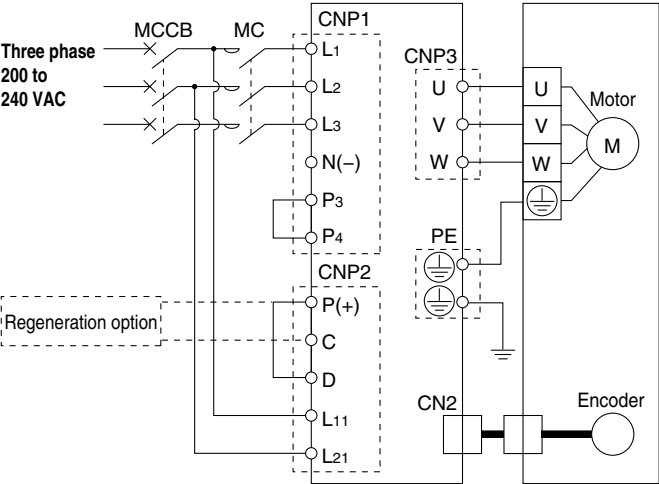 MCCB
MC
Three phase
200 to
240 VAC
CNP1
L1
L2
L3
N(−)
P3
P4
CNP2
P(+)
C
D
L11
L21
Regeneration option
CNP3
U
V
W
PE
CN2
U
V
W
Motor
M
Encoder